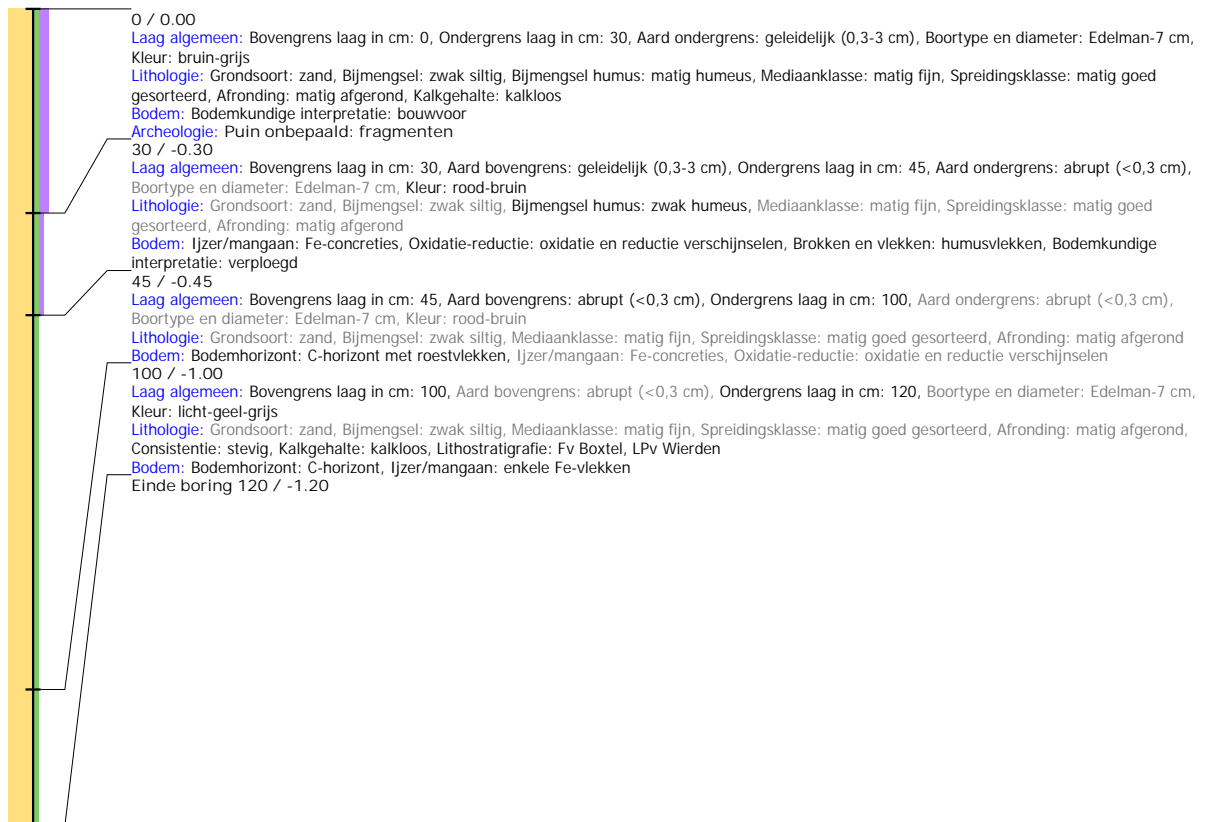 0 / 0.00
Laag algemeen: Bovengrens laag in cm: 0, Ondergrens laag in cm: 30, Aard ondergrens: geleidelijk (0,3-3 cm), Boortype en diameter: Edelman-7 cm,
Kleur: bruin-grijs
Lithologie: Grondsoort: zand, Bijmengsel: zwak siltig, Bijmengsel humus: matig humeus, Mediaanklasse: matig fijn, Spreidingsklasse: matig goed
gesorteerd, Afronding: matig afgerond, Kalkgehalte: kalkloos
Bodem: Bodemkundige interpretatie: bouwvoor
Archeologie: Puin onbepaald: fragmenten
30 / -0.30
Laag algemeen: Bovengrens laag in cm: 30, Aard bovengrens: geleidelijk (0,3-3 cm), Ondergrens laag in cm: 45, Aard ondergrens: abrupt (<0,3 cm),
Boortype en diameter: Edelman-7 cm, Kleur: rood-bruin
Lithologie: Grondsoort: zand, Bijmengsel: zwak siltig, Bijmengsel humus: zwak humeus, Mediaanklasse: matig fijn, Spreidingsklasse: matig goed
gesorteerd, Afronding: matig afgerond
Bodem: Ijzer/mangaan: Fe-concreties, Oxidatie-reductie: oxidatie en reductie verschijnselen, Brokken en vlekken: humusvlekken, Bodemkundige
interpretatie: verploegd
45 / -0.45
Laag algemeen: Bovengrens laag in cm: 45, Aard bovengrens: abrupt (<0,3 cm), Ondergrens laag in cm: 100, Aard ondergrens: abrupt (<0,3 cm),
Boortype en diameter: Edelman-7 cm, Kleur: rood-bruin
Lithologie: Grondsoort: zand, Bijmengsel: zwak siltig, Mediaanklasse: matig fijn, Spreidingsklasse: matig goed gesorteerd, Afronding: matig afgerond
Bodem: Bodemhorizont: C-horizont met roestvlekken, Ijzer/mangaan: Fe-concreties, Oxidatie-reductie: oxidatie en reductie verschijnselen
100 / -1.00
Laag algemeen: Bovengrens laag in cm: 100, Aard bovengrens: abrupt (<0,3 cm), Ondergrens laag in cm: 120, Boortype en diameter: Edelman-7 cm,
Kleur: licht-geel-grijs
Lithologie: Grondsoort: zand, Bijmengsel: zwak siltig, Mediaanklasse: matig fijn, Spreidingsklasse: matig goed gesorteerd, Afronding: matig afgerond,
Consistentie: stevig, Kalkgehalte: kalkloos, Lithostratigrafie: Fv Boxtel, LPv Wierden
Bodem: Bodemhorizont: C-horizont, Ijzer/mangaan: enkele Fe-vlekken
Einde boring 120 / -1.20